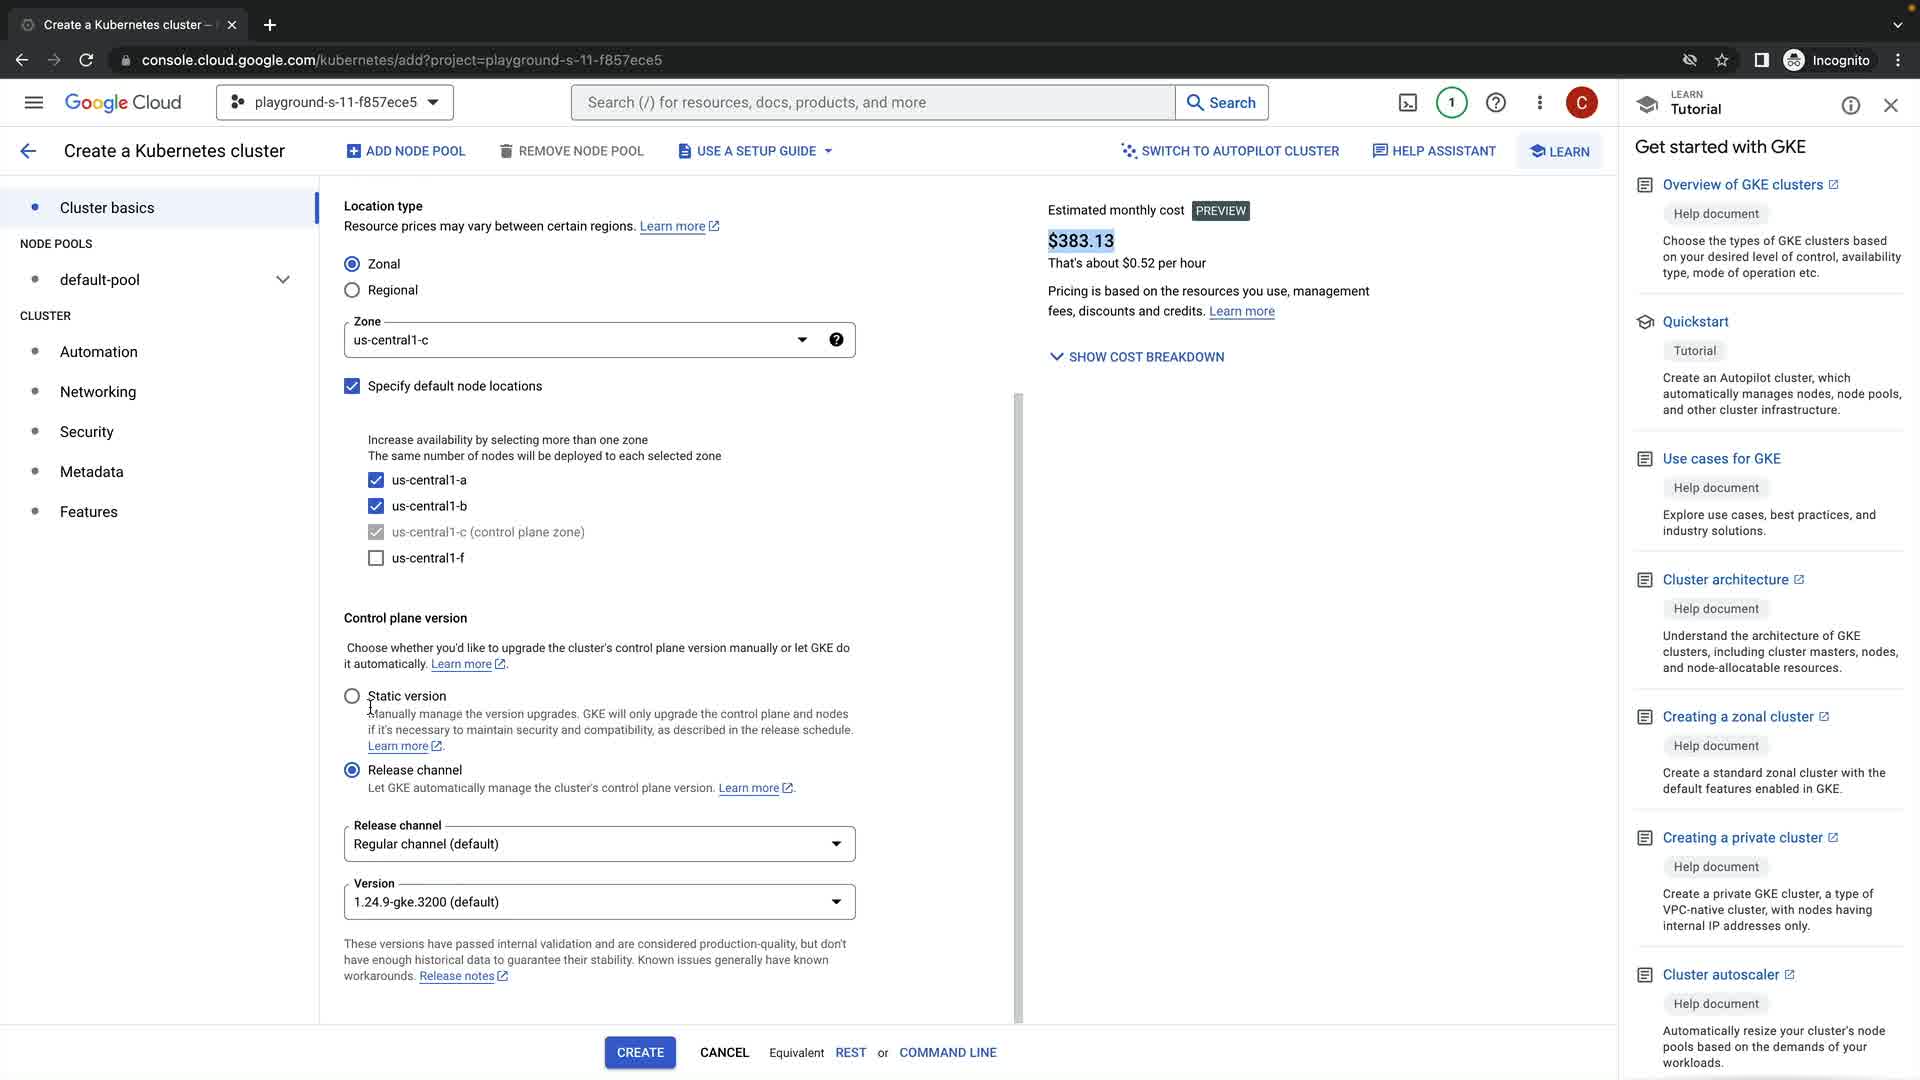 Create a Kubernetes cluster –
console.cloud.google.com/kubernetes/add?project=playground-s-11-f857ece5
Incognito
Google Cloud
playground-s-11-f857ece5
Search (/) for resources, docs, products, and more
Search
1
C
LEARN
Tutorial
Create a Kubernetes cluster
ADD NODE POOL
REMOVE NODE POOL
USE A SETUP GUIDE
SWITCH TO AUTOPILOT CLUSTER
HELP ASSISTANT
LEARN
Cluster basics
NODE POOLS
default-pool
CLUSTER
Automation
Networking
Security
Metadata
Features
Location type
Resource prices may vary between certain regions. Learn more
Zonal
Regional
Zone
us-central1-c
Specify default node locations
Increase availability by selecting more than one zone
The same number of nodes will be deployed to each selected zone
us-central1-a
us-central1-b
us-central1-c (control plane zone)
us-central1-f
Control plane version
Choose whether you'd like to upgrade the cluster's control plane version manually or let GKE do
it automatically. Learn more.
Static version
Manually manage the version upgrades. GKE will only upgrade the control plane and nodes
if it's necessary to maintain security and compatibility, as described in the release schedule.
Learn more.
Release channel
Let GKE automatically manage the cluster's control plane version. Learn more.
Release channel
Regular channel (default)
Version
1.24.9-gke.3200 (default)
These versions have passed internal validation and are considered production-quality, but don't
have enough historical data to guarantee their stability. Known issues generally have known
workarounds. Release notes
Estimated monthly cost PREVIEW
$383.13
That's about $0.52 per hour
Pricing is based on the resources you use, management
fees, discounts and credits. Learn more
SHOW COST BREAKDOWN
CREATE
CANCEL
Equivalent REST or COMMAND LINE
Get started with GKE
Overview of GKE clusters
Help document
Choose the types of GKE clusters based
on your desired level of control, availability
type, mode of operation etc.
Quickstart
Tutorial
Create an Autopilot cluster, which
automatically manages nodes, node pools,
and other cluster infrastructure.
Use cases for GKE
Help document
Explore use cases, best practices, and
industry solutions.
Cluster architecture
Help document
Understand the architecture of GKE
clusters, including cluster masters, nodes,
and node-allocatable resources.
Creating a zonal cluster
Help document
Create a standard zonal cluster with the
default features enabled in GKE.
Creating a private cluster
Help document
Create a private GKE cluster, a type of
VPC-native cluster, with nodes having
internal IP addresses only.
Cluster autoscaler
Help document
Automatically resize your cluster's node
pools based on the demands of your
workloads.